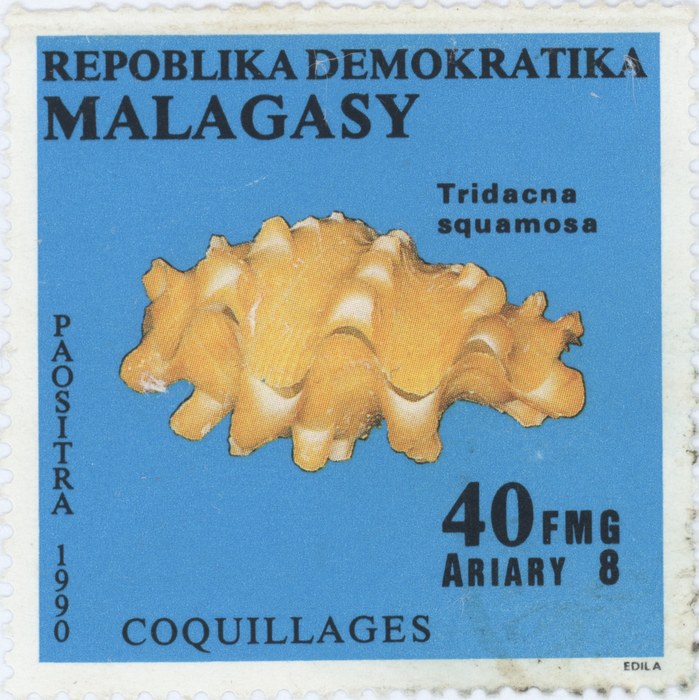 REPOBLIKA DEMOKRATIKA
MALAGASY
Tridacna
squamosa
PAOSITRA 1990
40 FMG
ARIARY 8
COQUILLAGES
EDILA